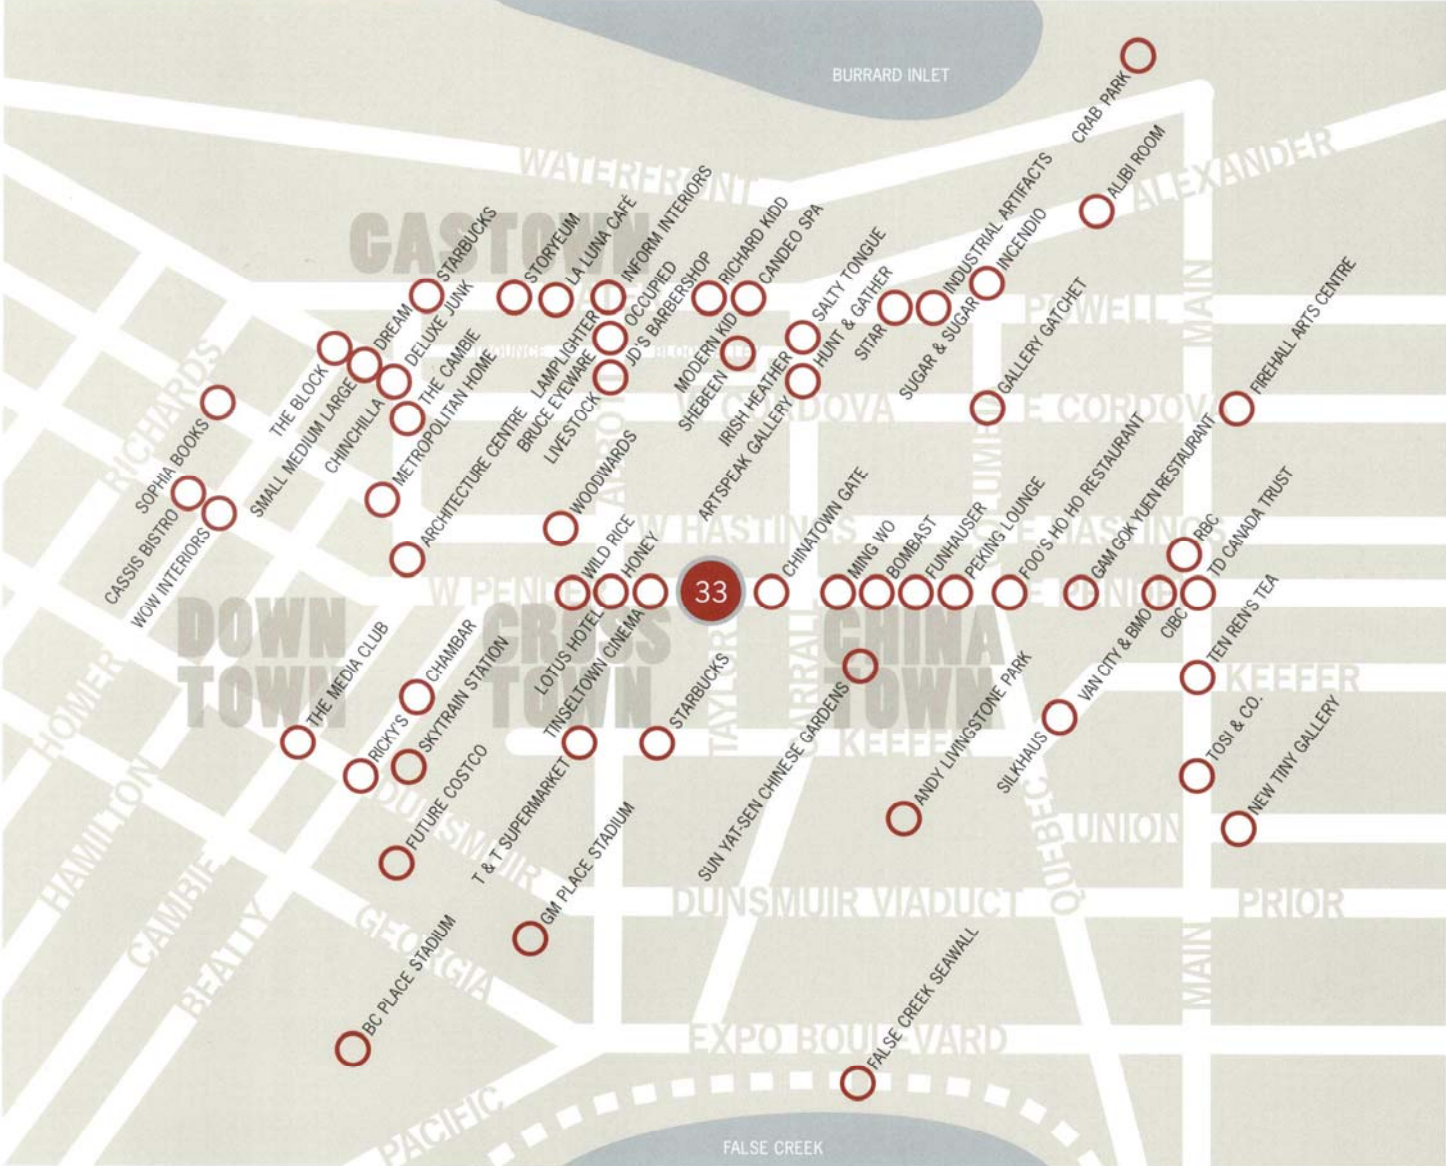 BURRARD INLET
CRAB PARK
WATERFRONT
ALEXANDER
ALIBI ROOM
GASTOWN
STARBUCKS
STORYEUM
LA LUNA CAFÉ
INFORM INTERIORS
OCCUPIED
JD'S BARBERSHOP
RICHARD KIDD
CANDEO SPA
SALTY TONGUE
HUNT & GATHER
INDUSTRIAL ARTIFACTS
INCENDIO
POWELL
MAIN
GALLERY GACHET
FIREHALL ARTS CENTRE
DREAM
DELUXE JUNK
THE CAMBIE
METROPOLITAN HOME
THE BLOCK
SMALL MEDIUM LARGE
CHINCHILLA
LAMPLIGHTER
BRUCE EYEWARE
LIVESTOCK
MODERN KID
SHEBEEN
IRISH HEATHER
ARTSPEAK GALLERY
SITAR
SUGAR & SUGAR
RICHARDS
W CORDOVA
E CORDOVA
COLUMBIA
ABBOTT
SOPHIA BOOKS
CASSIS BISTRO
WOW INTERIORS
ARCHITECTURE CENTRE
WOODWARDS
W HASTINGS
E HASTINGS
WILD RICE
HONEY
CHINATOWN GATE
MING WO
BOMBAST
FUNHAUSER
PEKING LOUNGE
FOO'S HO HO RESTAURANT
GAM GOK YUEN RESTAURANT
RBC
TD CANADA TRUST
W PENDER
33
E PENDER
LOTUS HOTEL
TINSELTOWN CINEMA
VAN CITY & BMO
CIBC
DOWN
TOWN
CROSS
TOWN
CHINA
TOWN
THE MEDIA CLUB
CHAMBAR
SKYTRAIN STATION
RICKY'S
STARBUCKS
TAYLOR
CARRALL
TEN REN'S TEA
KEEFER
KEEFER
HOMER
FUTURE COSTCO
T & T SUPERMARKET
SUN YAT-SEN CHINESE GARDENS
ANDY LIVINGSTONE PARK
SILKHAUS
TOSI & CO.
NEW TINY GALLERY
HAMILTON
CAMBIE
BEATTY
DUNSMUIR
GM PLACE STADIUM
QUEBEC
UNION
DUNSMUIR VIADUCT
PRIOR
GEORGIA
BC PLACE STADIUM
MAIN
FALSE CREEK SEAWALL
EXPO BOULEVARD
PACIFIC
FALSE CREEK